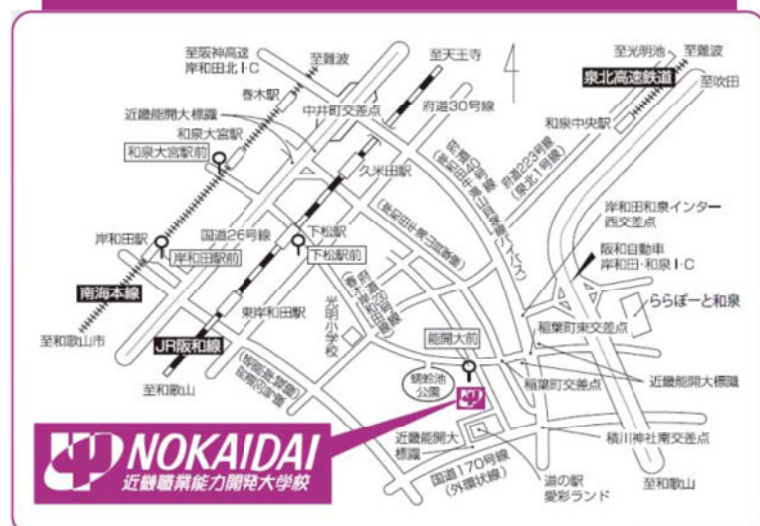 至阪神高速
岸和田北I・C
至難波
至天王寺
至光明池
至難波
泉北高速鉄道
至吹田
春木駅
近畿能開大標識
中井町交差点
府道30号線
和泉大宮駅
和泉大宮駅前
和泉中央駅
府道40号線
府道223号線
(泉北1号線)
久米田駅
岸和田和泉インター
西交差点
岸和田駅
国道26号線
下松駅
岸和田駅前
下松駅前
阪和自動車
岸和田・和泉I・C
南海本線
東岸和田駅
光明小学校
ららぽーと和泉
至和歌山市
JR阪和線
能開大前
稲葉町東交差点
至和歌山
蜻蛉池
公園
稲葉町交差点
近畿能開大標識
近畿能開大
標識
積川神社南交差点
国道170号線
(外環状線)
道の駅
愛彩ランド
至和歌山
NOKAIDAI
近畿職業能力開発大学校